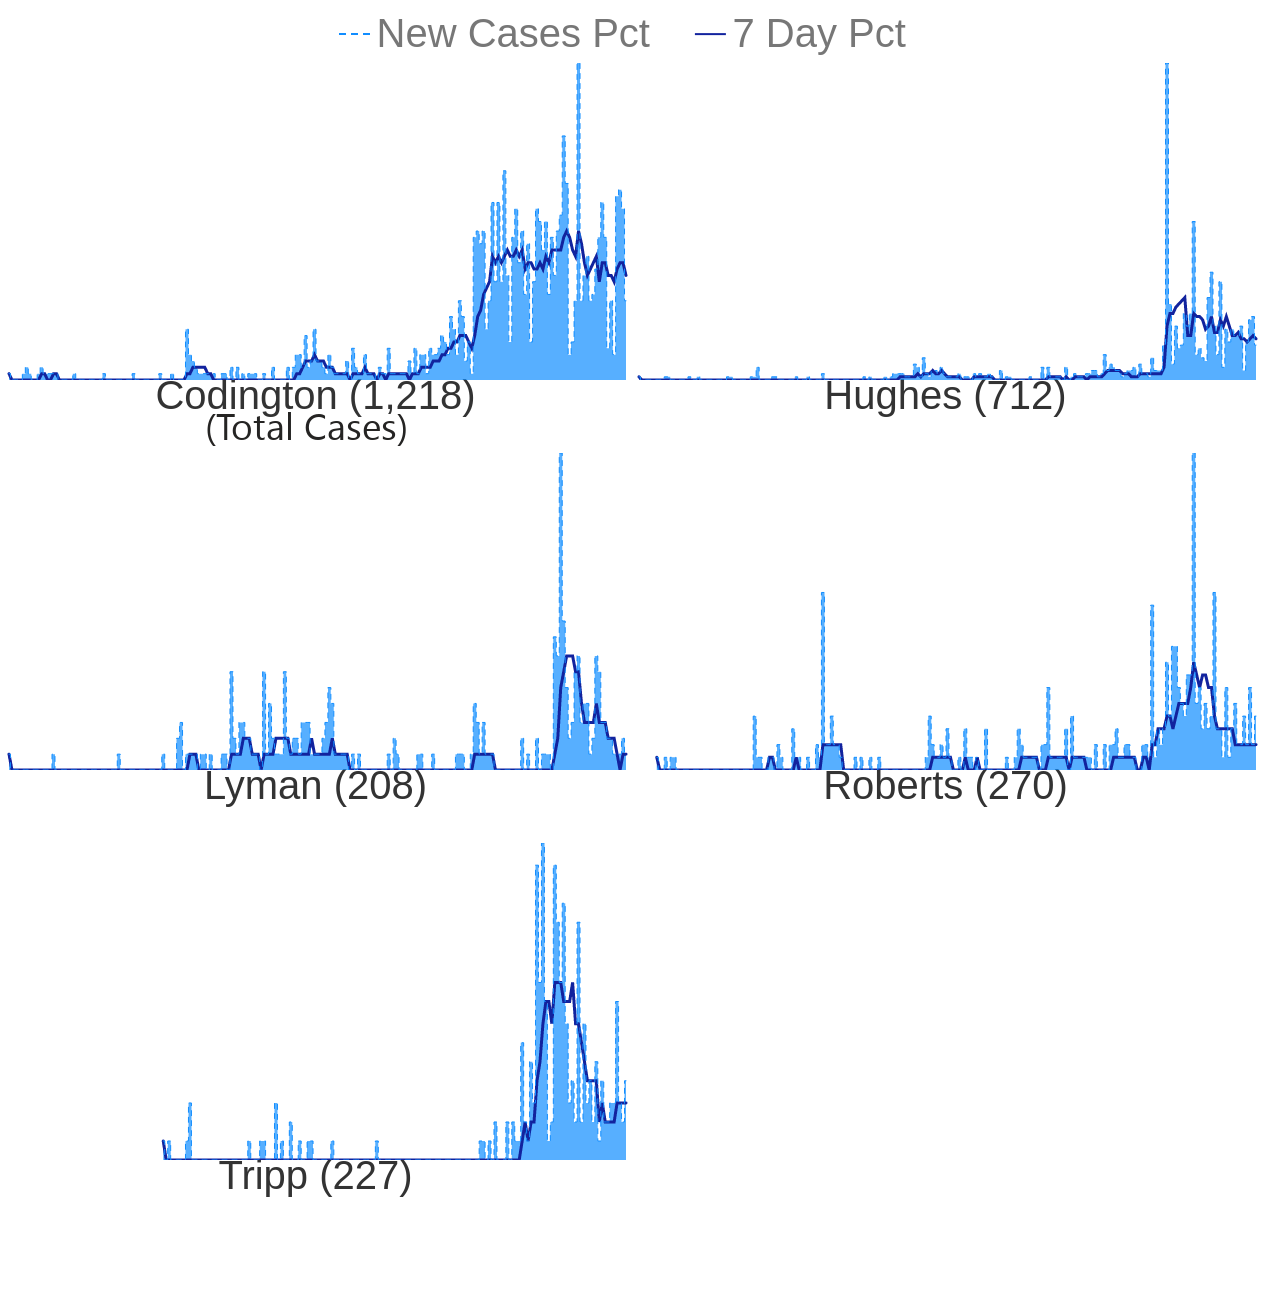 New Cases Pct 7 Day Pct
Codington (1,218)
(Total Cases)
Hughes (712)
Lyman (208)
Roberts (270)
Tripp (227)